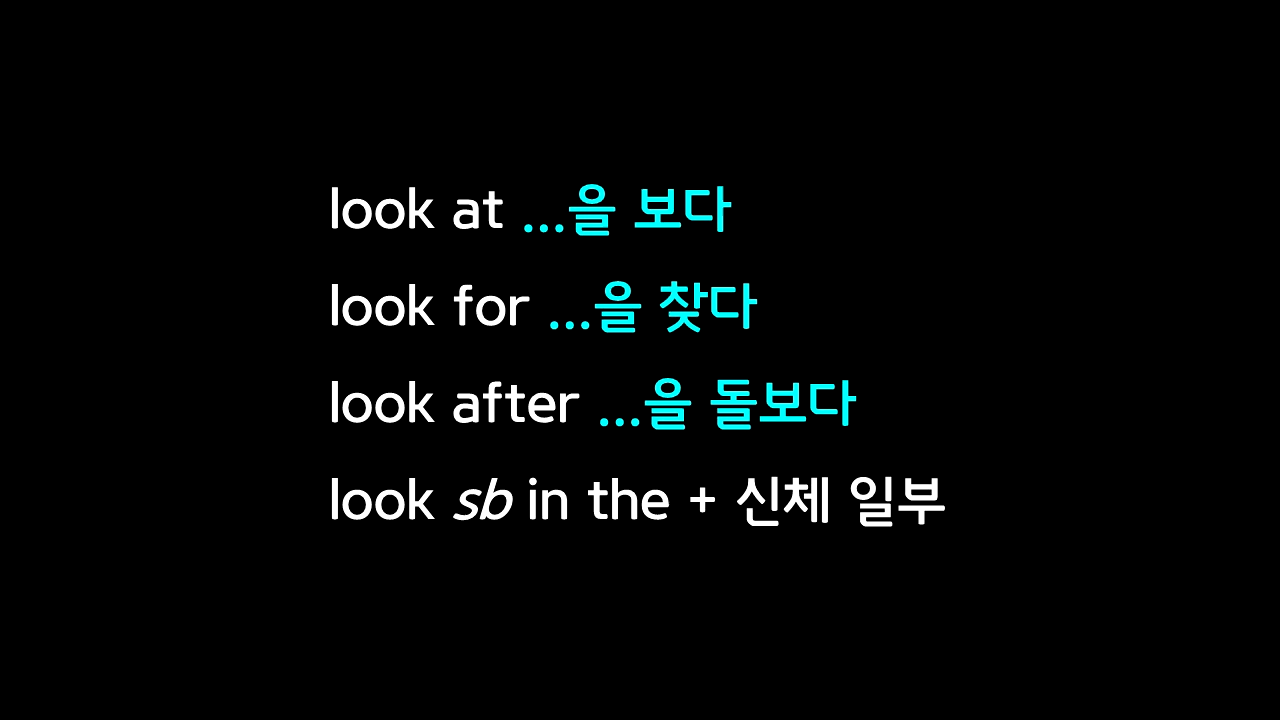 look at ...을 보다
look for ...을 찾다
look after ...을 돌보다
look sb in the + 신체 일부